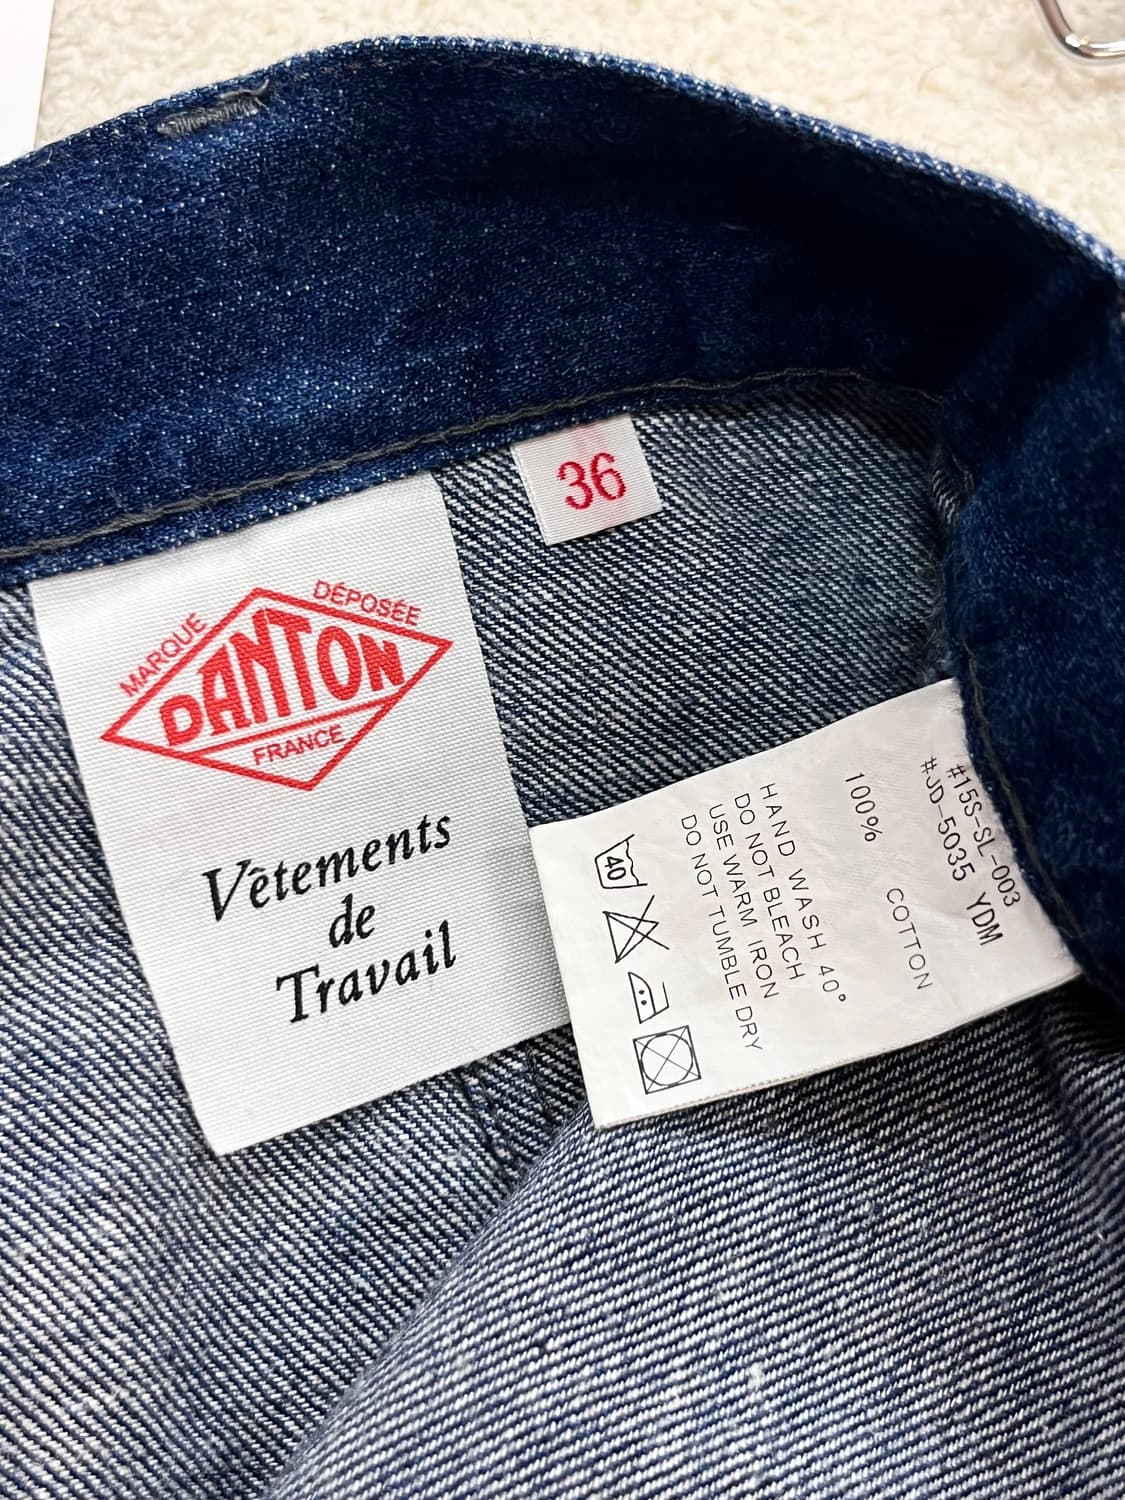 36
MARQUE DÉPOSÉE
DANTON
FRANCE
Vêtements
de
Travail
#15S-SL-003
#JD-5035 YDM
100% COTTON
HAND WASH 40°
DO NOT BLEACH
USE WARM IRON
DO NOT TUMBLE DRY
40